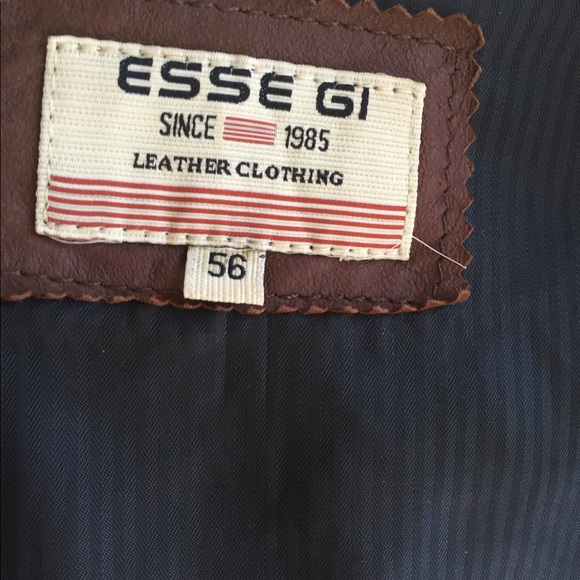 ESSE GI
SINCE 1985
LEATHER CLOTHING
56